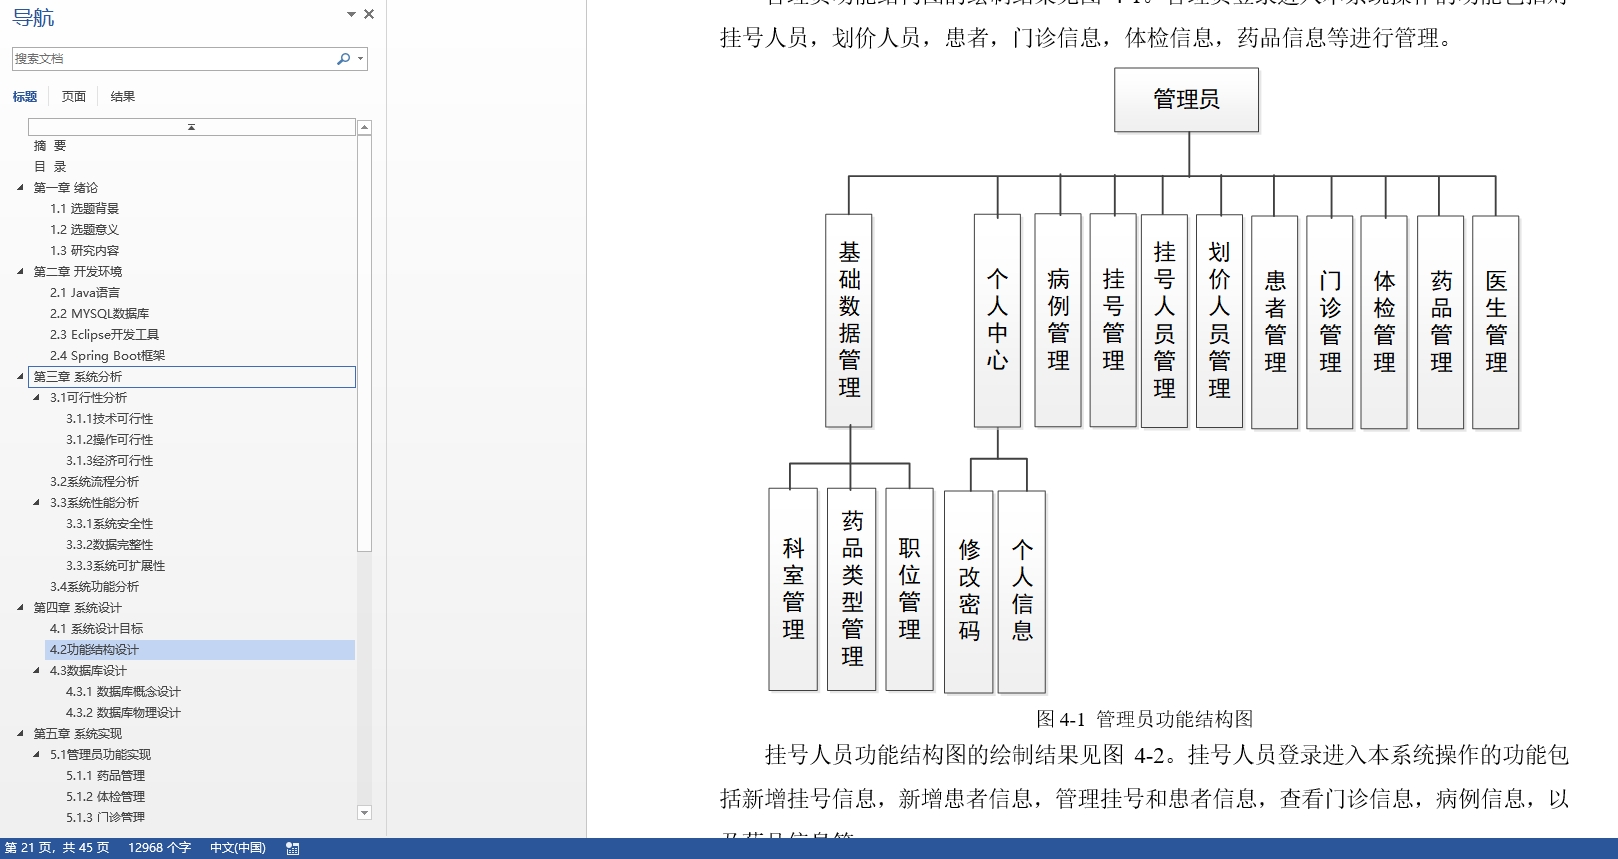 导航
搜索文档
标题 页面 结果
摘 要
目 录
第一章 绪论
1.1 选题背景
1.2 选题意义
1.3 研究内容
第二章 开发环境
2.1 Java语言
2.2 MYSQL数据库
2.3 Eclipse开发工具
2.4 Spring Boot框架
第三章 系统分析
3.1可行性分析
3.1.1技术可行性
3.1.2操作可行性
3.1.3经济可行性
3.2系统流程分析
3.3系统性能分析
3.3.1系统安全性
3.3.2数据完整性
3.3.3系统可扩展性
3.4系统功能分析
第四章 系统设计
4.1 系统设计目标
4.2功能结构设计
4.3数据库设计
4.3.1 数据库概念设计
4.3.2 数据库物理设计
第五章 系统实现
5.1管理员功能实现
5.1.1 药品管理
5.1.2 体检管理
5.1.3 门诊管理
挂号人员，划价人员，患者，门诊信息，体检信息，药品信息等进行管理。
管理员
基础数据管理
个人中心
病例管理
挂号管理
挂号人员管理
划价人员管理
患者管理
门诊管理
体检管理
药品管理
医生管理
科室管理
药品类型管理
职位管理
修改密码
个人信息
图 4-1 管理员功能结构图
挂号人员功能结构图的绘制结果见图 4-2。挂号人员登录进入本系统操作的功能包
括新增挂号信息，新增患者信息，管理挂号和患者信息，查看门诊信息，病例信息，以
第 21 页，共 45 页 12968 个字 中文(中国)